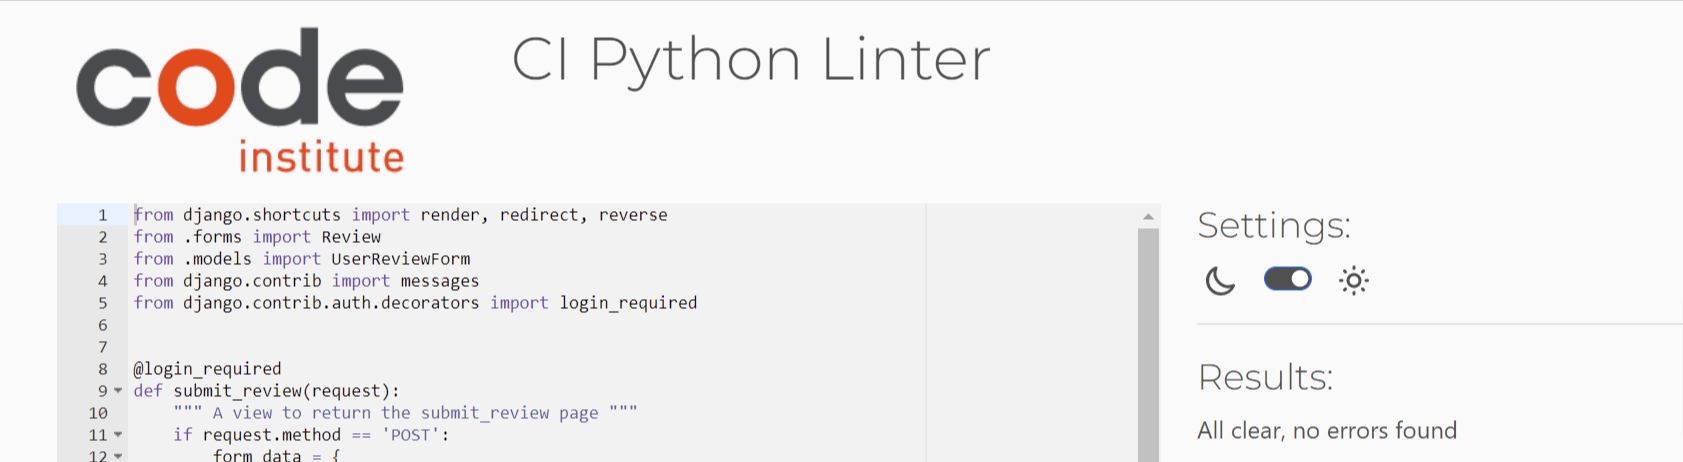 code
institute
CI Python Linter
1 from django.shortcuts import render, redirect, reverse
2 from .forms import Review
3 from .models import UserReviewForm
4 from django.contrib import messages
5 from django.contrib.auth.decorators import login_required
6
7
8 @login_required
9 def submit_review(request):
10 """ A view to return the submit_review page """
11 if request.method == 'POST':
12 form_data = {
Settings:
Results:
All clear, no errors found